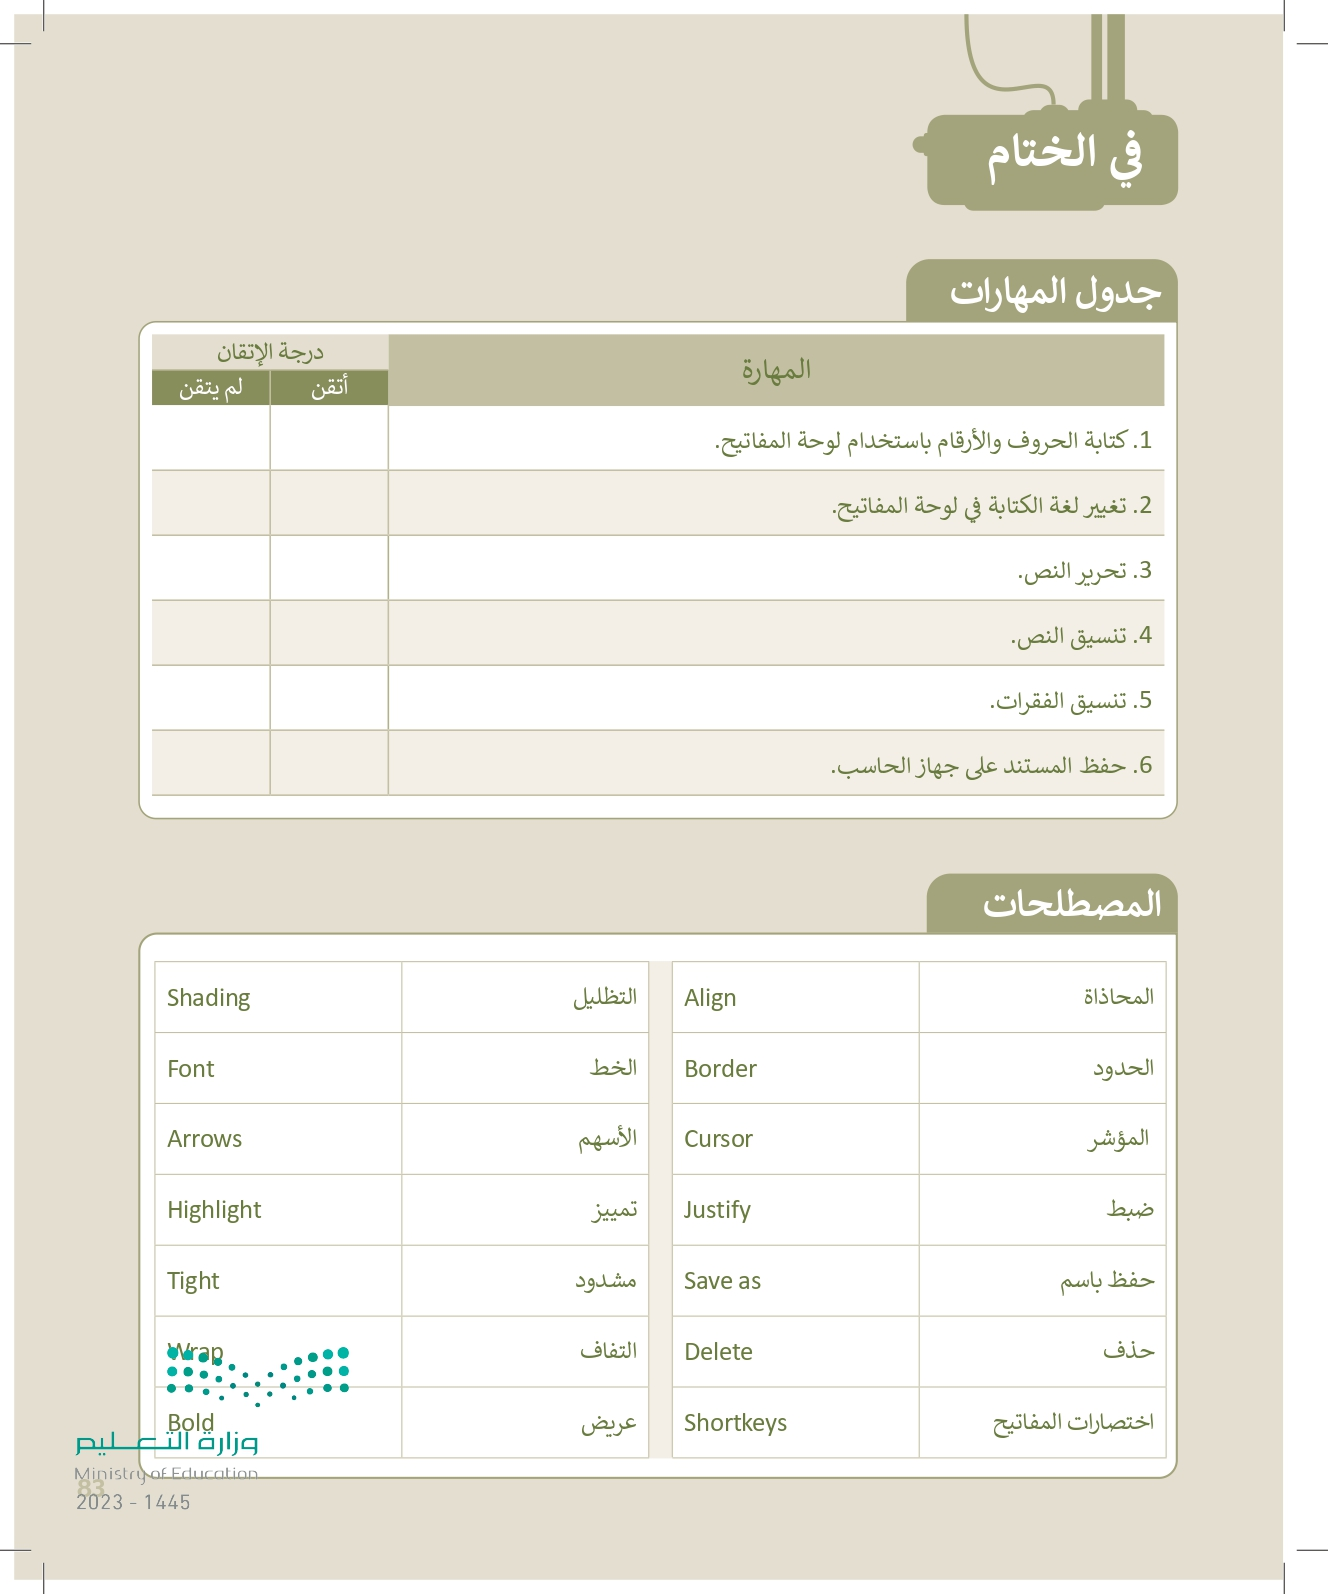 في الختام
جدول المهارات
المهارة درجة الإتقان
أتقن لم يتقن
1. كتابة الحروف والأرقام باستخدام لوحة المفاتيح.
2. تغيير لغة الكتابة في لوحة المفاتيح.
3. تحرير النص.
4. تنسيق النص.
5. تنسيق الفقرات.
6. حفظ المستند على جهاز الحاسب.
المصطلحات
المحاذاة Align التظليل Shading
الحدود Border الخط Font
المؤشر Cursor الأسهم Arrows
ضبط Justify تمييز Highlight
حفظ باسم Save as مشدود Tight
حذف Delete التفاف Wrap
اختصارات المفاتيح Shortkeys عريض Bold
وزارة التعليم
Ministry of Education
83
2023 - 1445